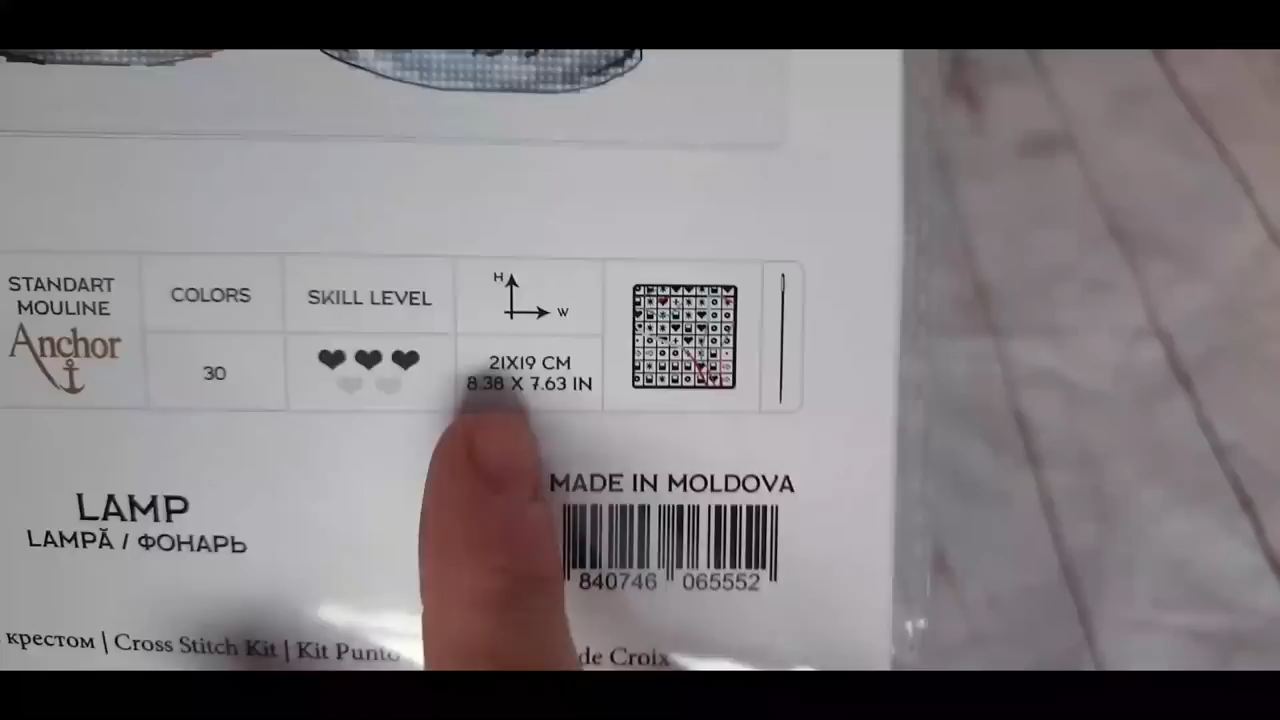 STANDART
MOULINE
Anchor
COLORS
30
SKILL LEVEL
H
W
21X19 CM
8.38 X 7.63 IN
MADE IN MOLDOVA
840746 065552
LAMP
LAMPĂ / ФОНАРЬ
крестом | Cross Stitch Kit | Kit Punto
de Croix